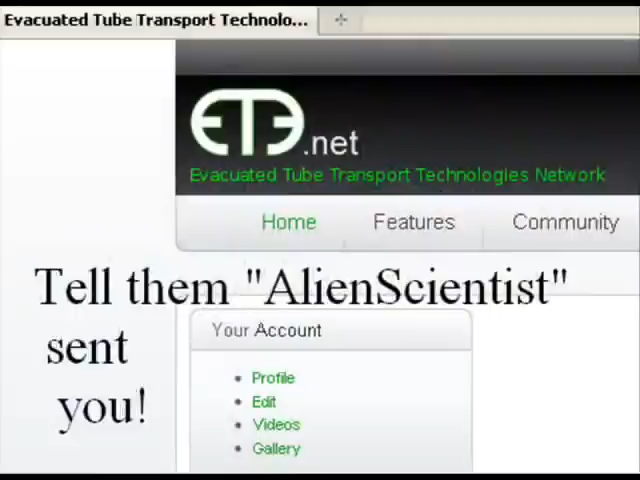 Evacuated Tube Transport Technolo...
ETE.net
Evacuated Tube Transport Technologies Network
Home Features Community
Tell them "AlienScientist"
sent
you!
Your Account
Profile
Edit
Videos
Gallery